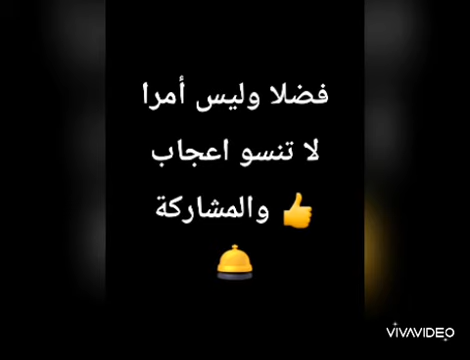 فضلا وليس أمرا
لا تنسو اعجاب
👍 والمشاركة
🛎️
VIVAVIDEO